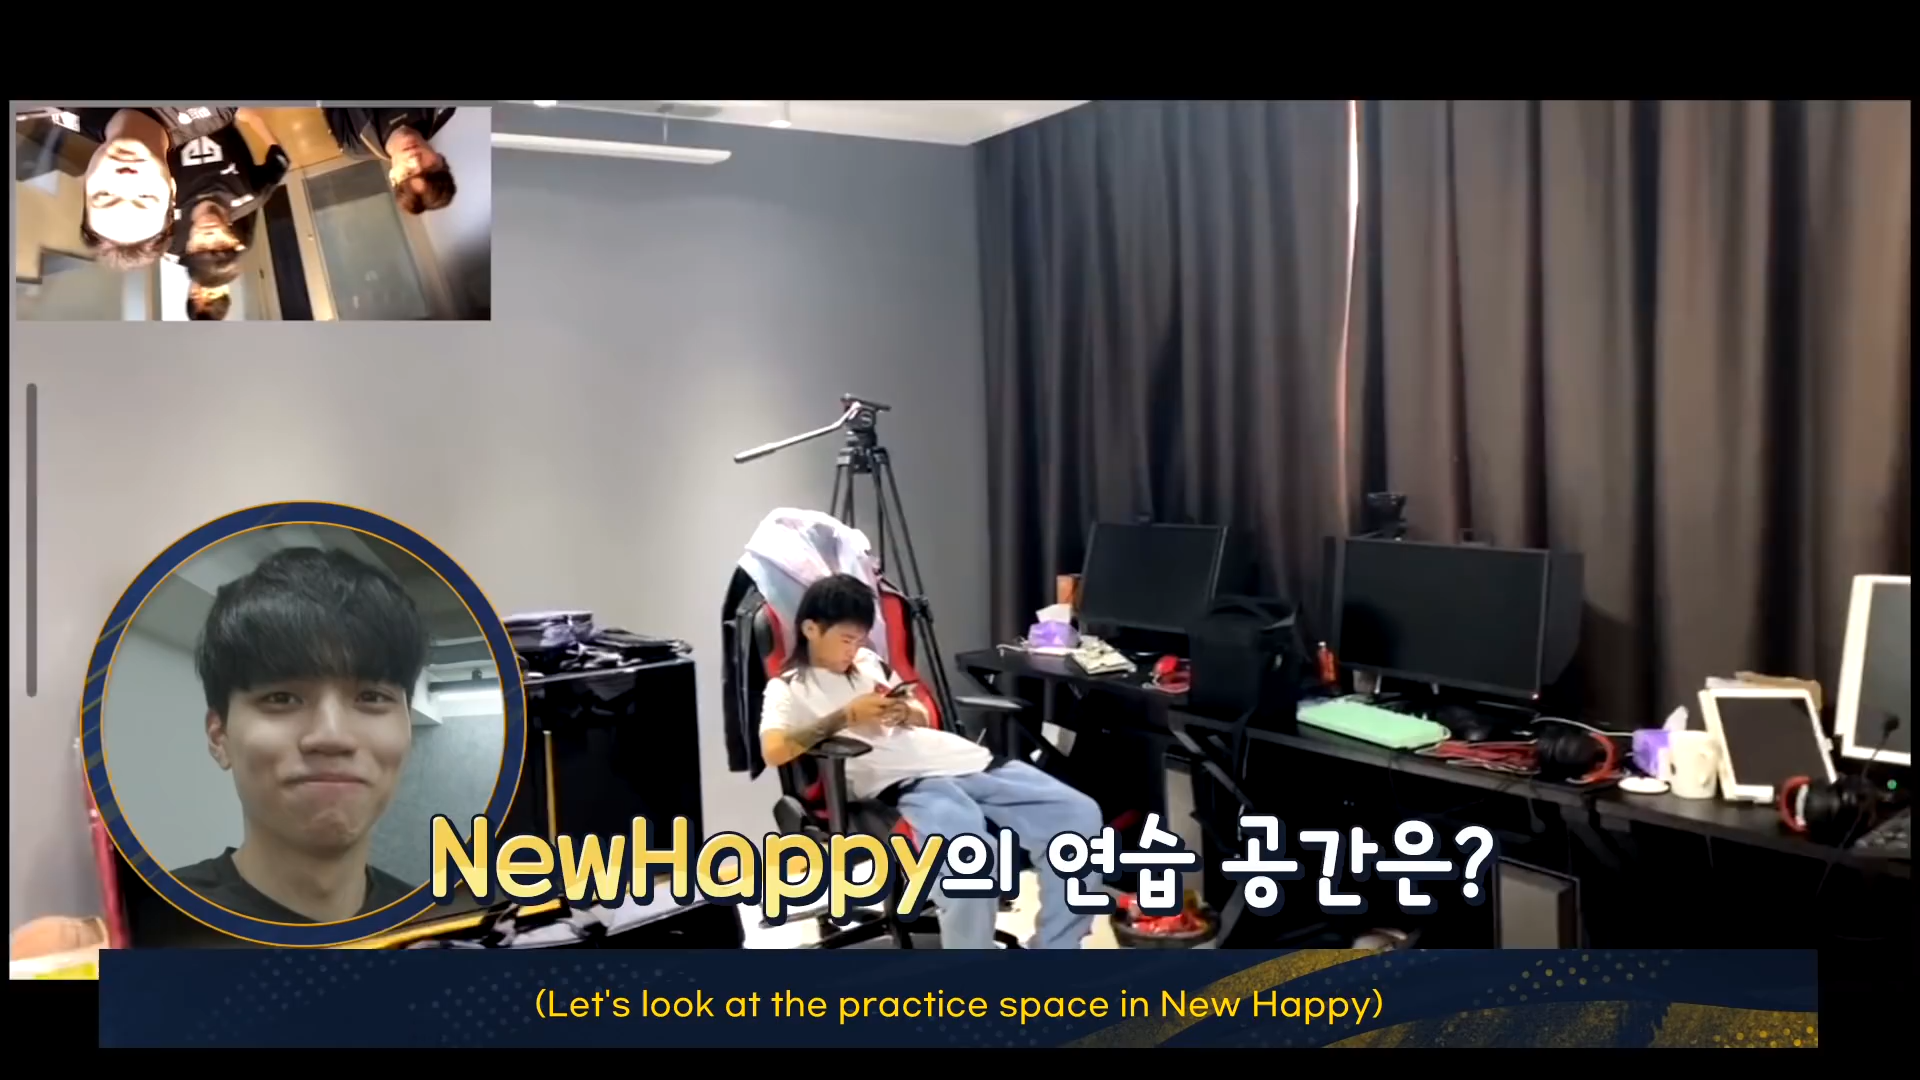 NewHappy의 연습 공간은?
(Let's look at the practice space in New Happy)